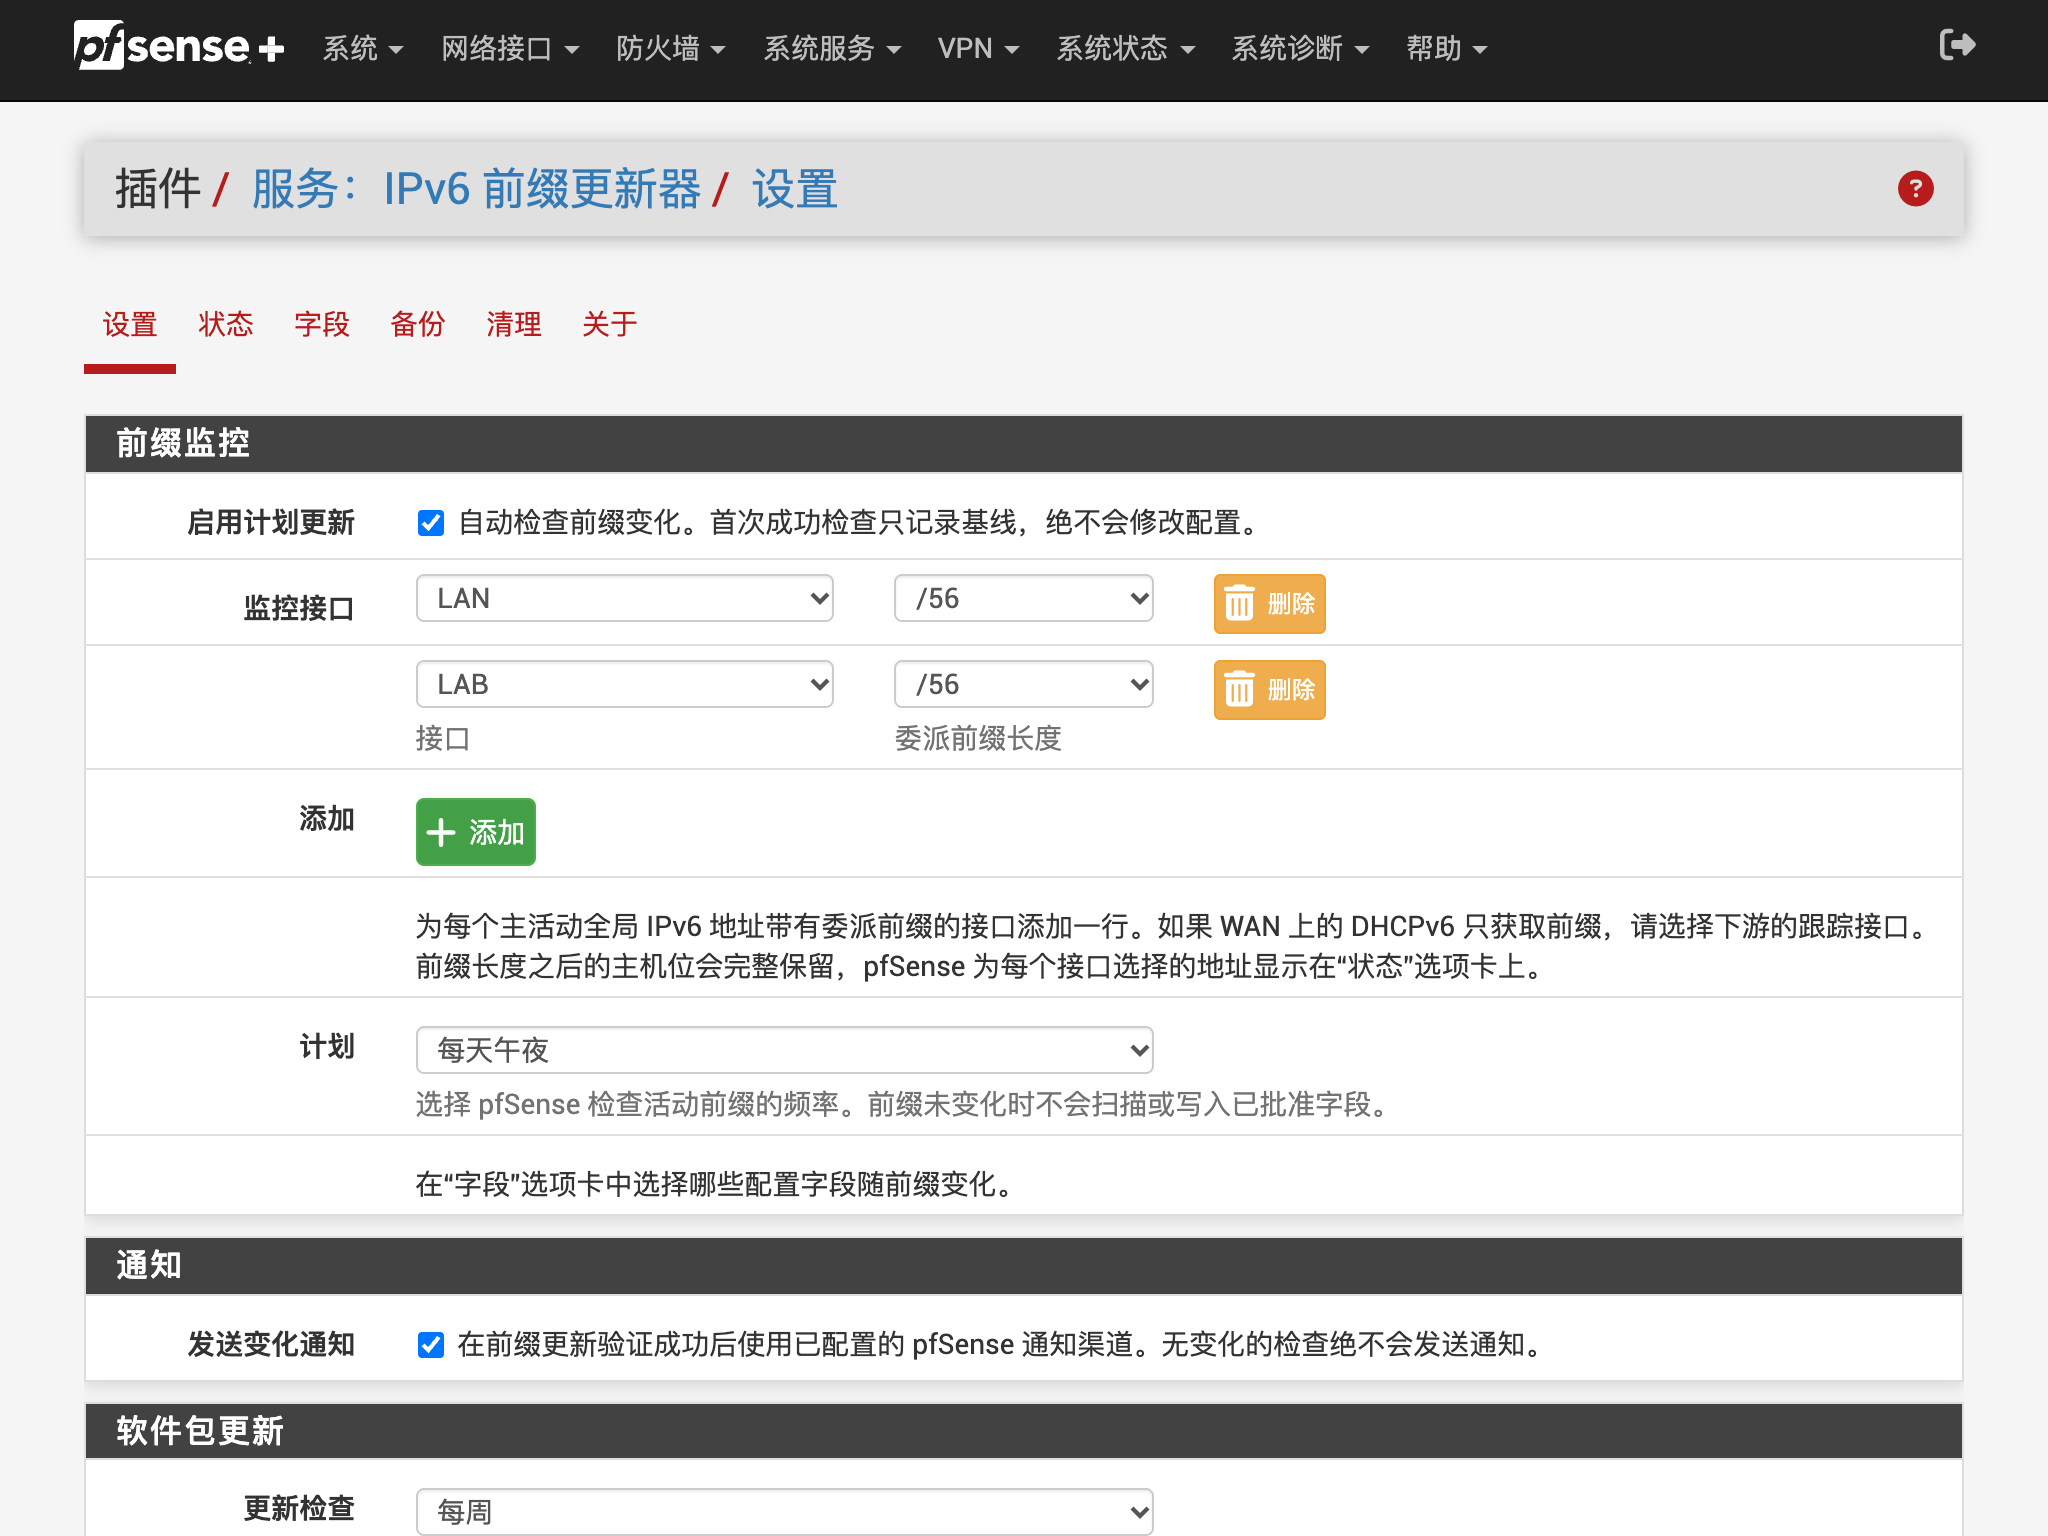 pfsense+ 系统 网络接口 防火墙 系统服务 VPN 系统状态 系统诊断 帮助
插件 / 服务：IPv6 前缀更新器 / 设置 ?
设置 状态 字段 备份 清理 关于
前缀监控
启用计划更新 自动检查前缀变化。首次成功检查只记录基线，绝不会修改配置。
监控接口 LAN /56 删除
LAB /56 删除
接口 委派前缀长度
添加 添加
为每个主活动全局 IPv6 地址带有委派前缀的接口添加一行。如果 WAN 上的 DHCPv6 只获取前缀，请选择下游的跟踪接口。
前缀长度之后的主机位会完整保留，pfSense 为每个接口选择的地址显示在“状态”选项卡上。
计划 每天午夜
选择 pfSense 检查活动前缀的频率。前缀未变化时不会扫描或写入已批准字段。
在“字段”选项卡中选择哪些配置字段随前缀变化。
通知
发送变化通知 在前缀更新验证成功后使用已配置的 pfSense 通知渠道。无变化的检查绝不会发送通知。
软件包更新
更新检查 每周